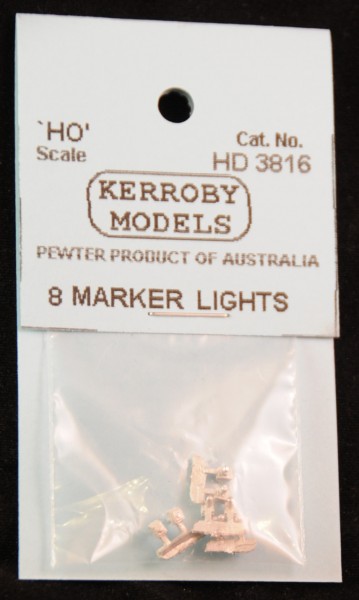 `HO'
Scale
Cat. No.
HD 3816
KERROBY
MODELS
PEWTER PRODUCT OF AUSTRALIA
8 MARKER LIGHTS